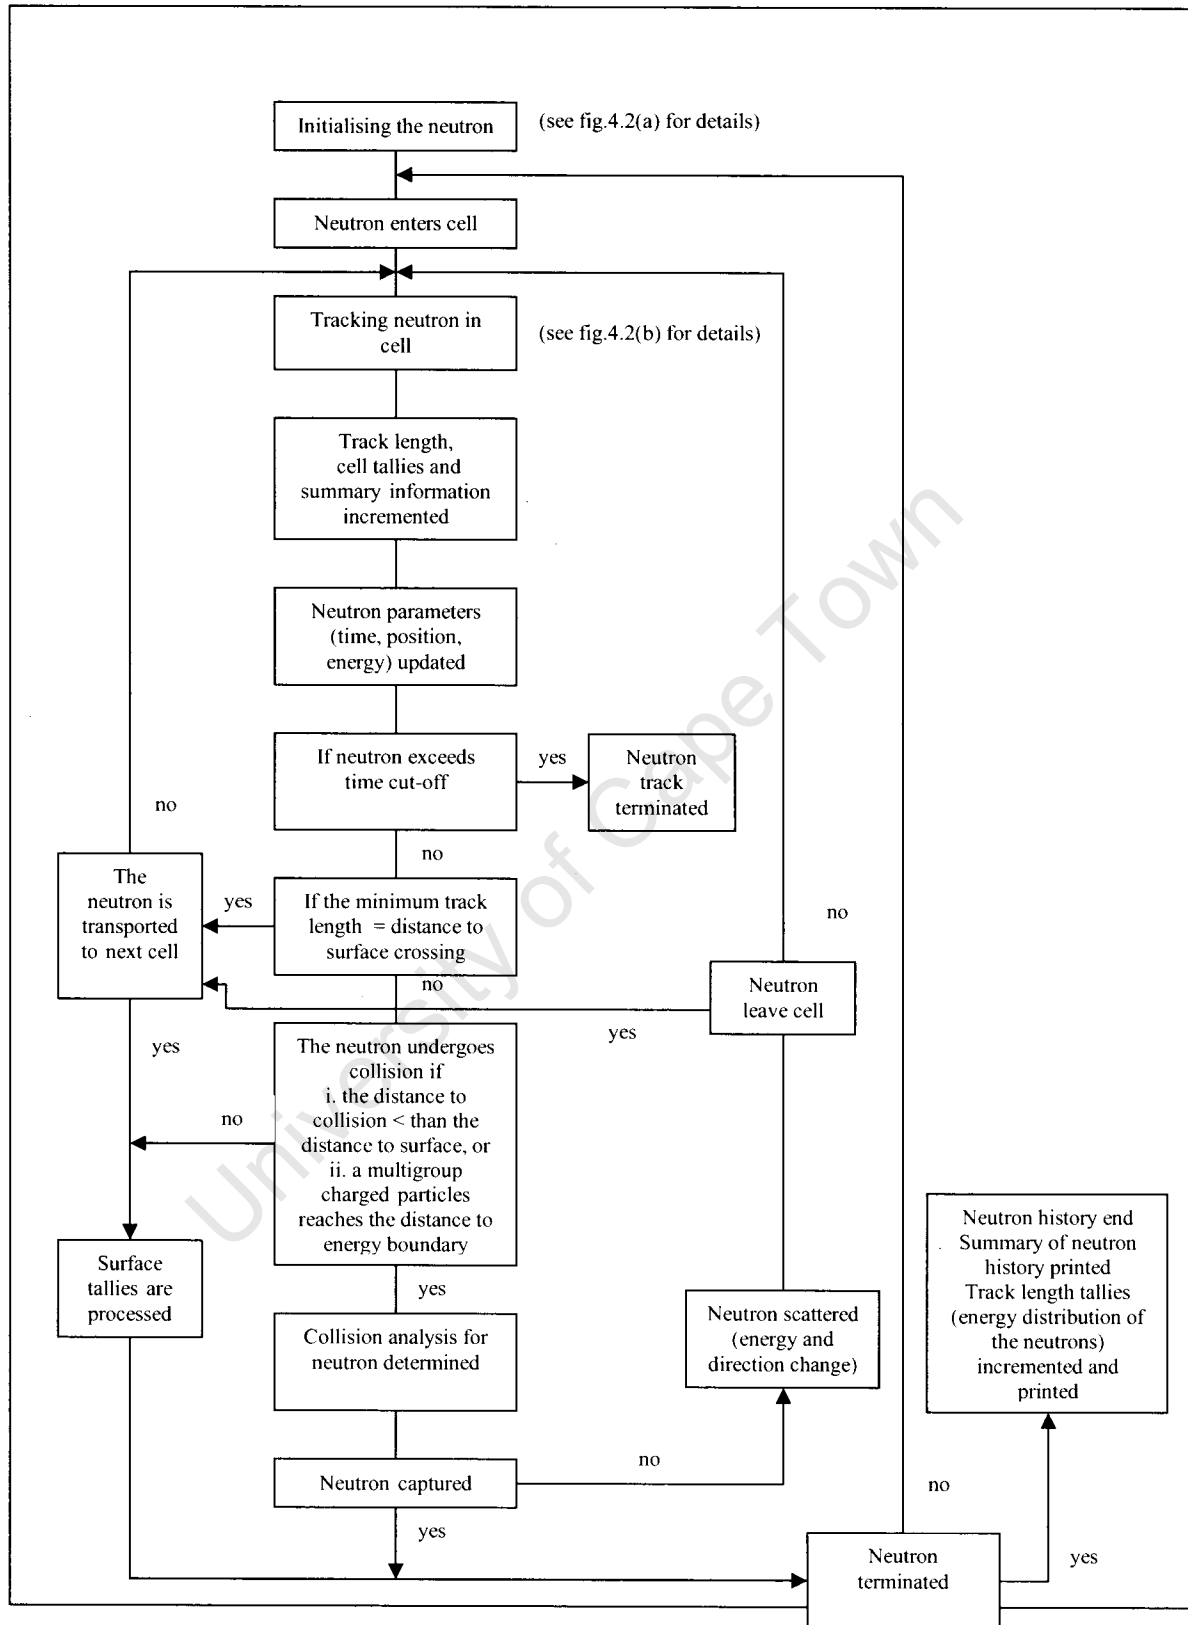 Initialising the neutron
(see fig.4.2(a) for details)
Neutron enters cell
Tracking neutron in
cell
(see fig.4.2(b) for details)
Track length,
cell tallies and
summary information
incremented
Neutron parameters
(time, position,
energy) updated
If neutron exceeds
time cut-off
yes
Neutron
track
terminated
no
no
The
neutron is
transported
to next cell
yes
If the minimum track
length = distance to
surface crossing
no
no
Neutron
leave cell
yes
yes
The neutron undergoes
collision if
i. the distance to
collision < than the
distance to surface, or
ii. a multigroup
charged particles
reaches the distance to
energy boundary
no
Surface
tallies are
processed
yes
Collision analysis for
neutron determined
Neutron scattered
(energy and
direction change)
Neutron history end
Summary of neutron
history printed
Track length tallies
(energy distribution of
the neutrons)
incremented and
printed
Neutron captured
no
no
yes
Neutron
terminated
yes
University of Cape Town